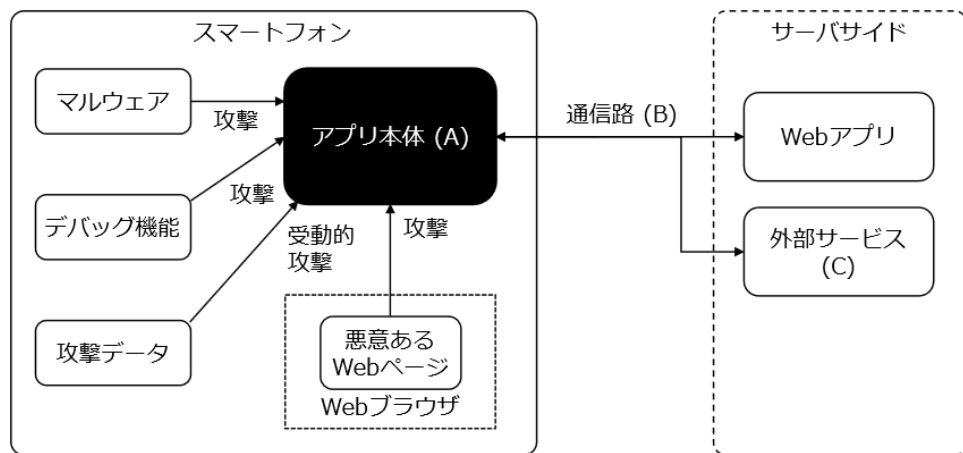 スマートフォン
マルウェア
攻撃
アプリ本体 (A)
デバッグ機能
攻撃
受動的
攻撃
攻撃
攻撃データ
悪意ある
Webページ
Webブラウザ
通信路 (B)
サーバサイド
Webアプリ
外部サービス
(C)